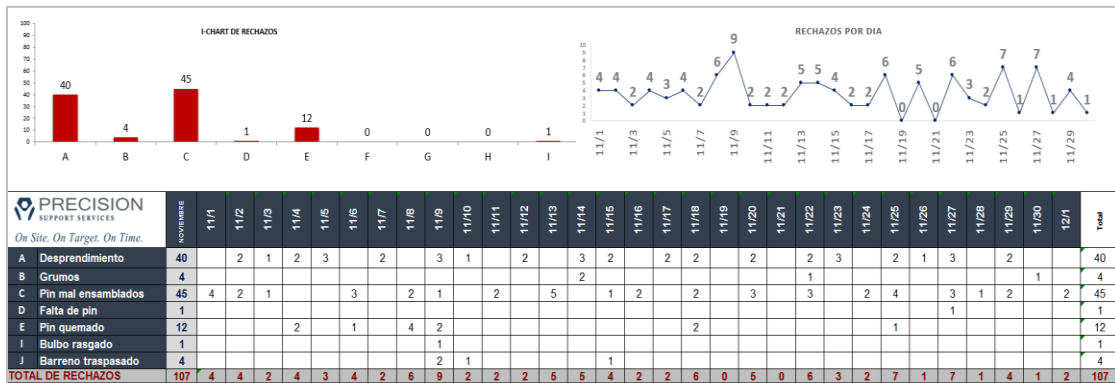 I-CHART DE RECHAZOS
100
90
80
70
60
50
40
30
20
10
0
40
4
45
1
12
0
0
0
1
A B C D E F G H I
RECHAZOS POR DIA
10
9
8
7
6
5
4
3
2
1
0
4 4 2 4 3 4 2 6 9 2 2 2 5 5 4 2 2 6 0 5 0 6 3 2 7 1 7 1 4 1
11/1 11/3 11/5 11/7 11/9 11/11 11/13 11/15 11/17 11/19 11/21 11/23 11/25 11/27 11/29
PRECISION
SUPPORT SERVICES
On Site. On Target. On Time.
NOVIEMBRE 11/1 11/2 11/3 11/4 11/5 11/6 11/7 11/8 11/9 11/10 11/11 11/12 11/13 11/14 11/15 11/16 11/17 11/18 11/19 11/20 11/21 11/22 11/23 11/24 11/25 11/26 11/27 11/28 11/29 11/30 12/1 Total
A Desprendimiento 40 2 1 2 3 2 3 1 2 3 2 2 2 2 2 3 2 1 3 2 40
B Grumos 4 2 1 1 4
C Pin mal ensamblados 45 4 2 1 3 2 1 2 5 1 2 2 3 3 2 4 3 1 2 2 45
D Falta de pin 1 1 1
E Pin quemado 12 2 1 4 2 2 1 12
I Bulbo rasgado 1 1 1
J Barreno traspasado 4 2 1 1 4
TOTAL DE RECHAZOS 107 4 4 2 4 3 4 2 6 9 2 2 2 5 5 4 2 2 6 0 5 0 6 3 2 7 1 7 1 4 1 2 107